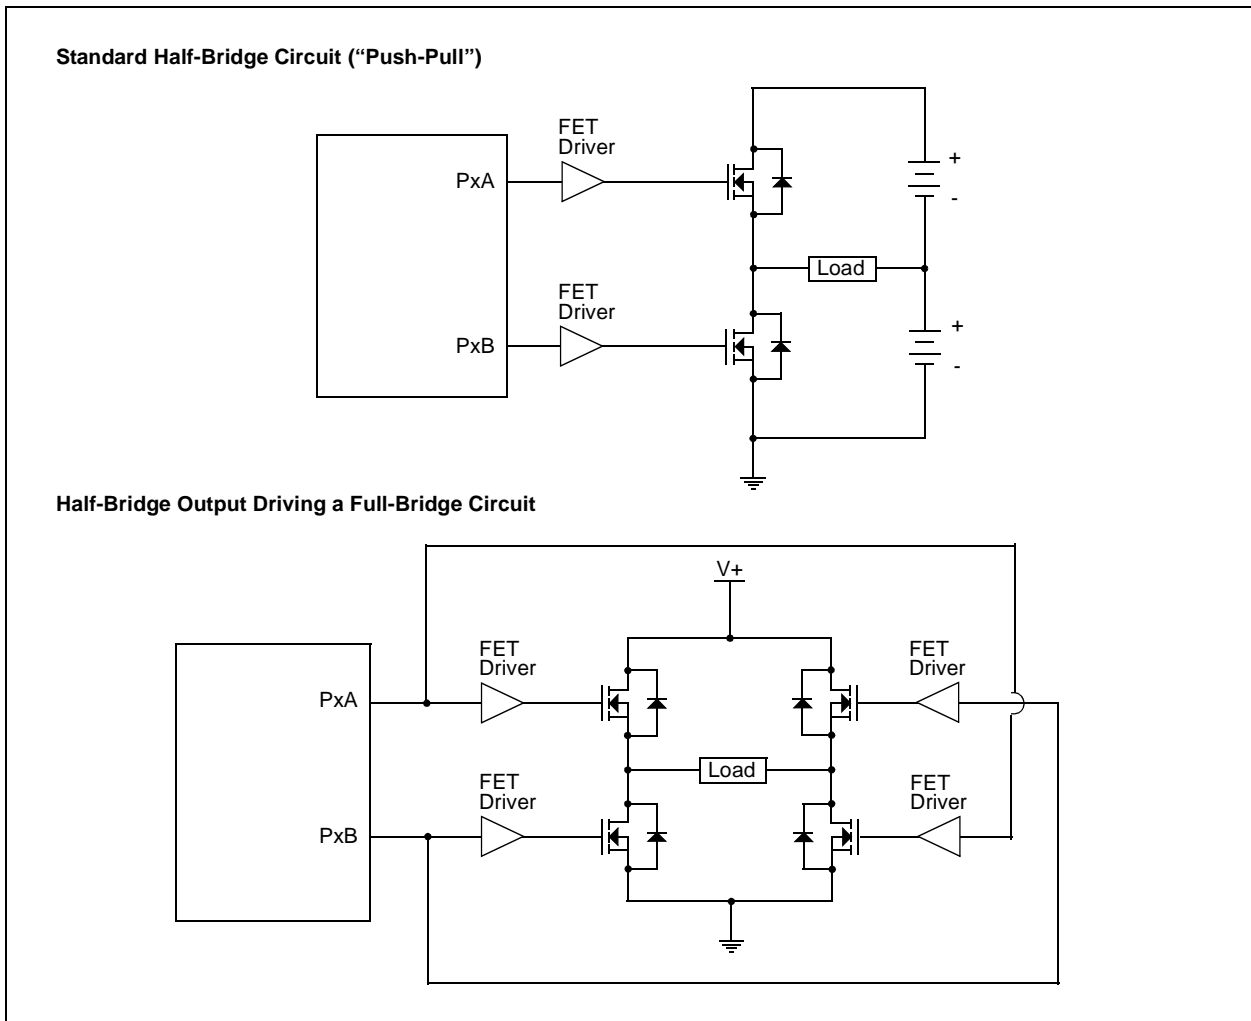 Standard Half-Bridge Circuit (“Push-Pull”)
FET
Driver
PxA
+
-
Load
FET
Driver
PxB
+
-
Half-Bridge Output Driving a Full-Bridge Circuit
V+
FET
Driver
FET
Driver
PxA
Load
FET
Driver
FET
Driver
PxB